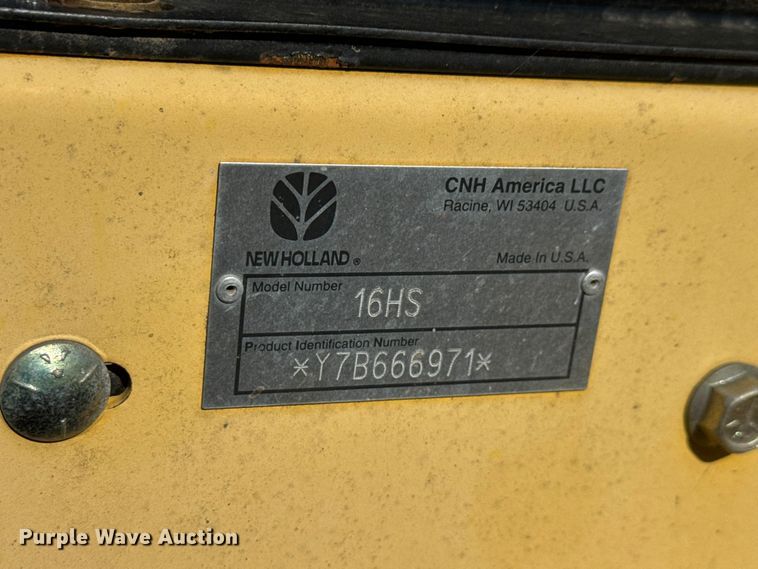 CNH America LLC
Racine, WI 53404 U.S.A.
NEW HOLLAND®
Made In U.S.A.
Model Number
16HS
Product Identification Number
*Y7B666971*
Purple Wave Auction